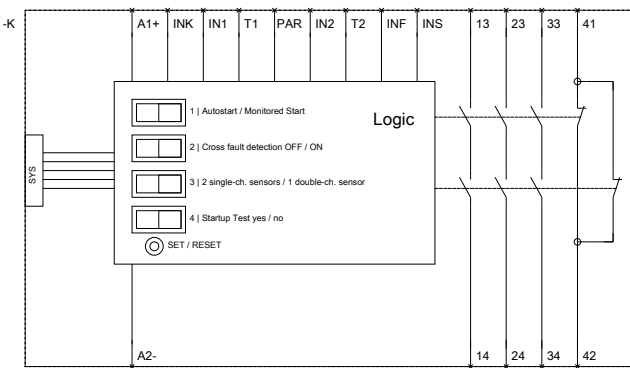 -K A1+ INK IN1 T1 PAR IN2 T2 INF INS 13 23 33 41
1 | Autostart / Monitored Start
Logic
2 | Cross fault detection OFF / ON
SYS
3 | 2 single-ch. sensors / 1 double-ch. sensor
4 | Startup Test yes / no
SET / RESET
A2- 14 24 34 42